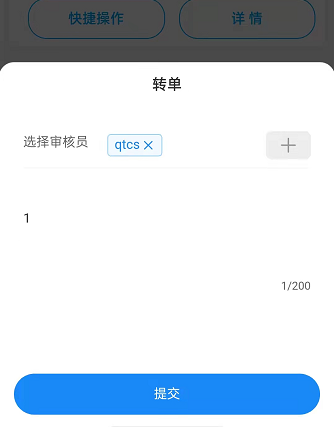 快捷操作 详 情
转单
选择审核员 qtcs ×
1
1/200
提交